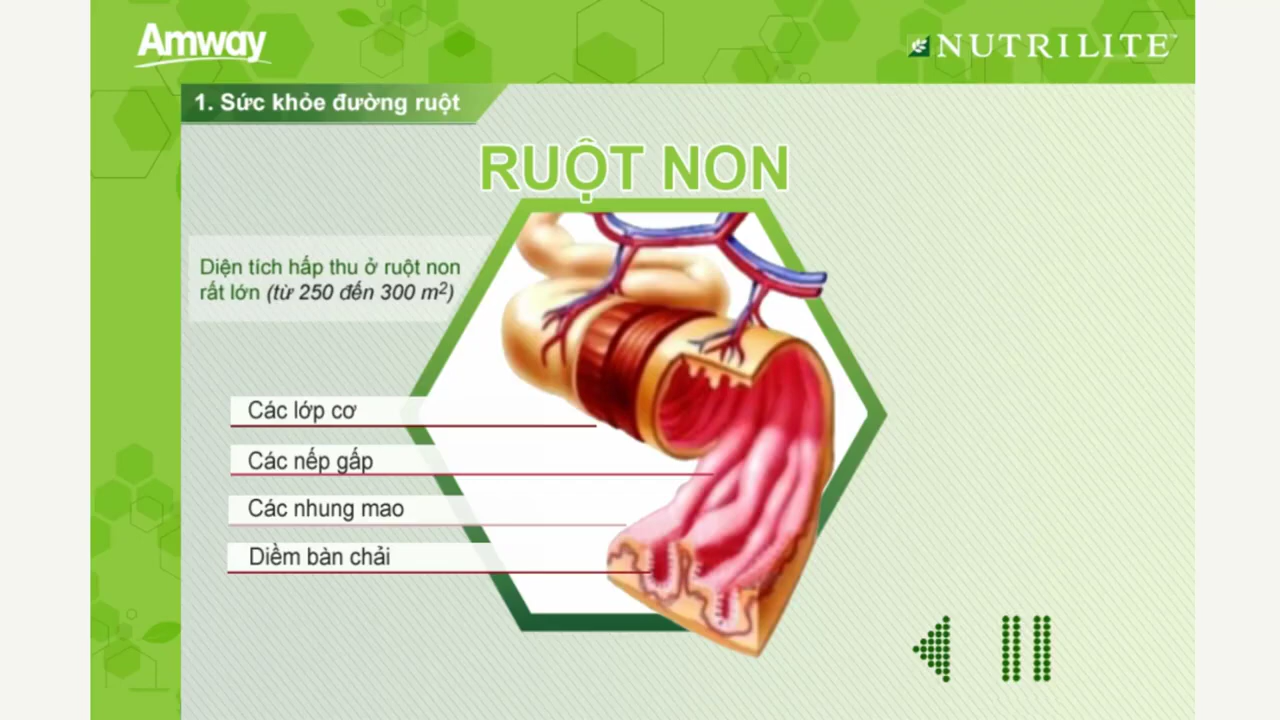 Amway
NUTRILITE™
1. Sức khỏe đường ruột
RUỘT NON
Diện tích hấp thu ở ruột non
rất lớn (từ 250 đến 300 m²)
Các lớp cơ
Các nếp gấp
Các nhung mao
Diềm bàn chải